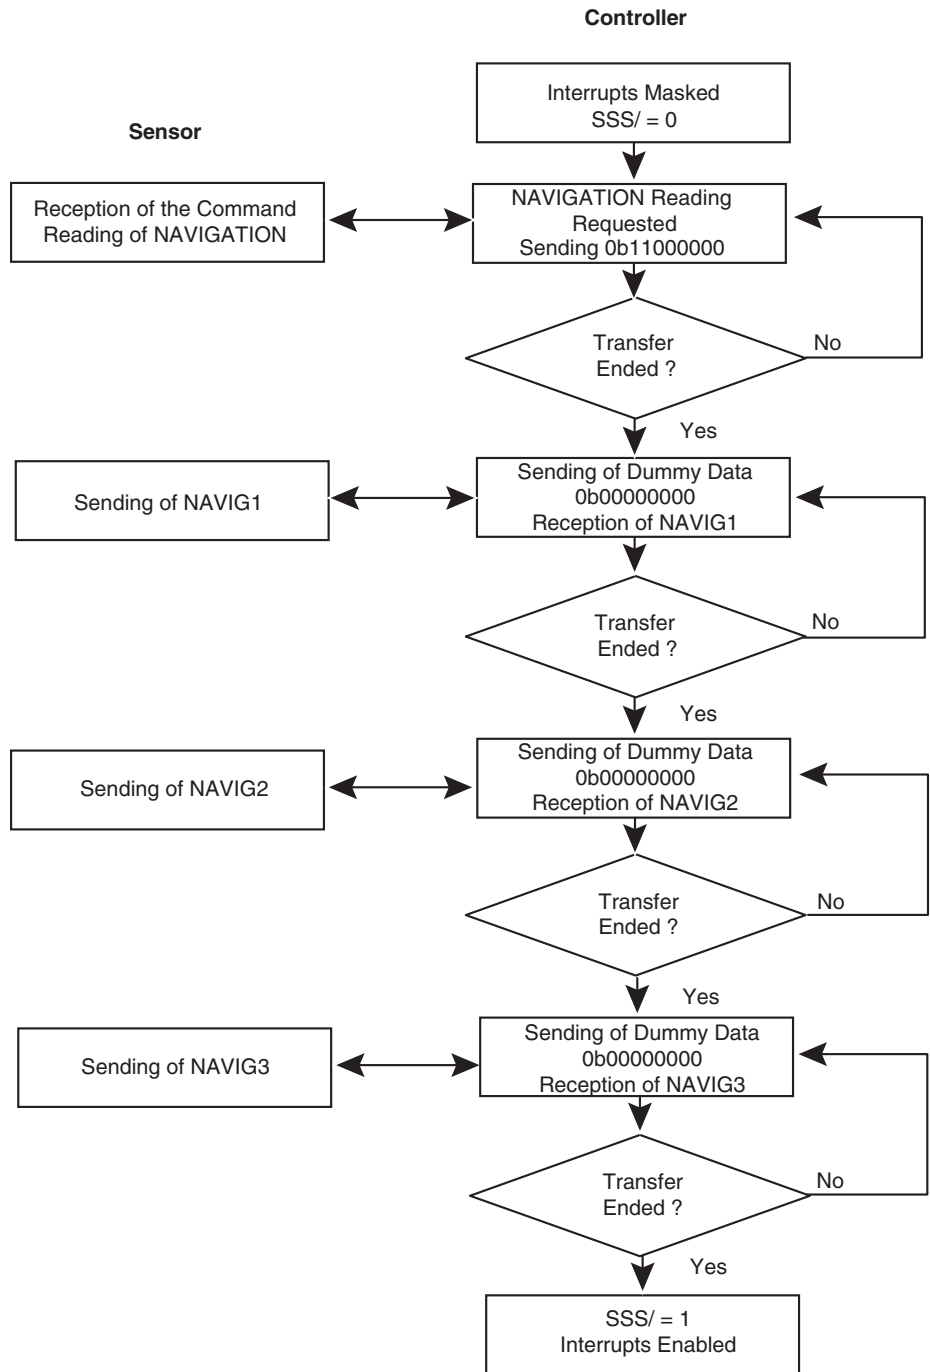 Controller
Interrupts Masked
SSS/ = 0
Sensor
Reception of the Command
Reading of NAVIGATION
NAVIGATION Reading
Requested
Sending 0b11000000
Transfer
Ended ?
No
Yes
Sending of NAVIG1
Sending of Dummy Data
0b00000000
Reception of NAVIG1
Transfer
Ended ?
No
Yes
Sending of NAVIG2
Sending of Dummy Data
0b00000000
Reception of NAVIG2
Transfer
Ended ?
No
Yes
Sending of NAVIG3
Sending of Dummy Data
0b00000000
Reception of NAVIG3
Transfer
Ended ?
No
Yes
SSS/ = 1
Interrupts Enabled